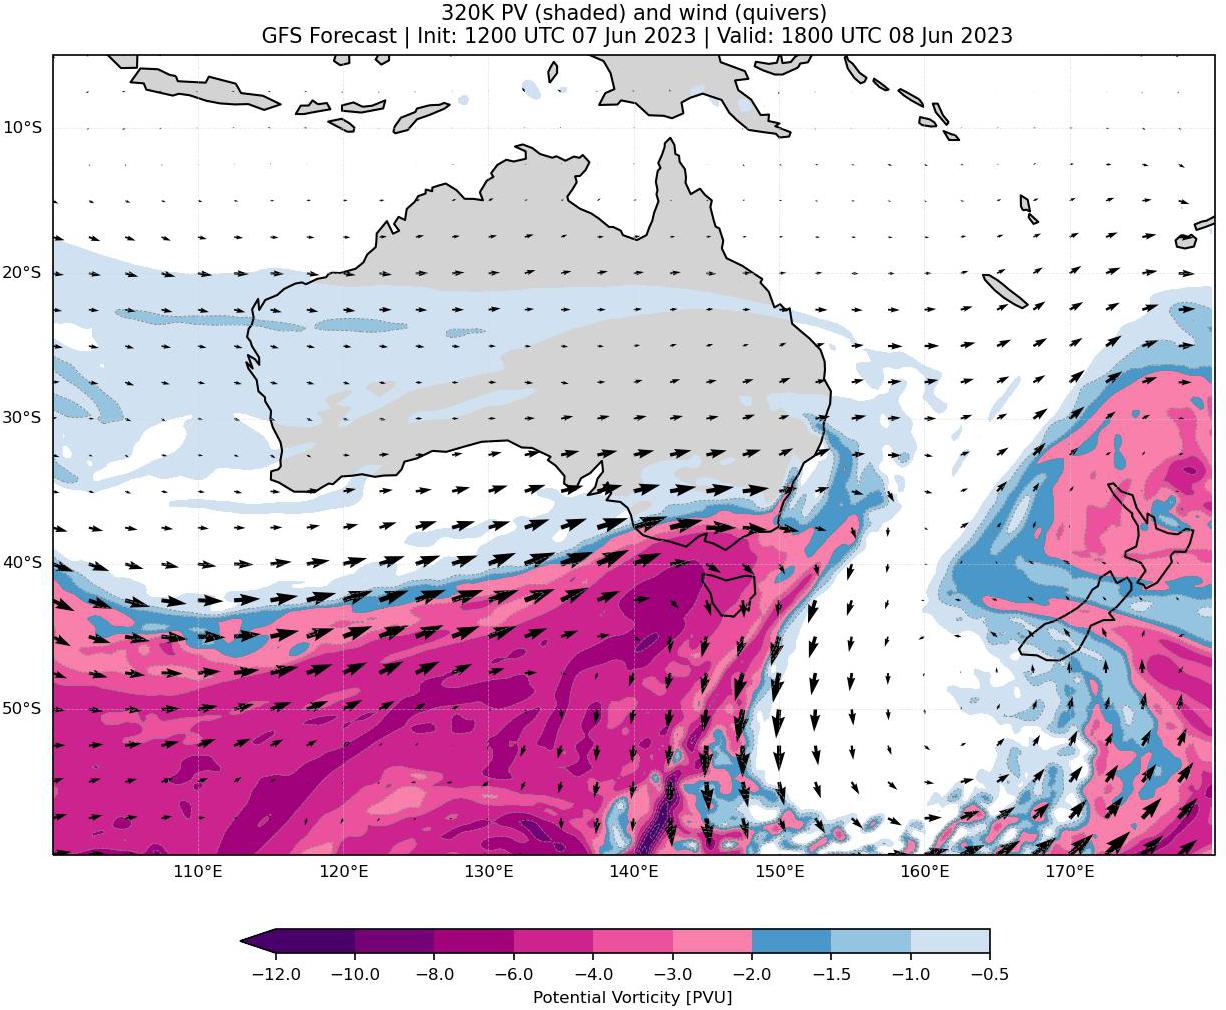 320K PV (shaded) and wind (quivers)
GFS Forecast | Init: 1200 UTC 07 Jun 2023 | Valid: 1800 UTC 08 Jun 2023
10°S
20°S
30°S
40°S
50°S
110°E 120°E 130°E 140°E 150°E 160°E 170°E
−12.0 −10.0 −8.0 −6.0 −4.0 −3.0 −2.0 −1.5 −1.0 −0.5
Potential Vorticity [PVU]